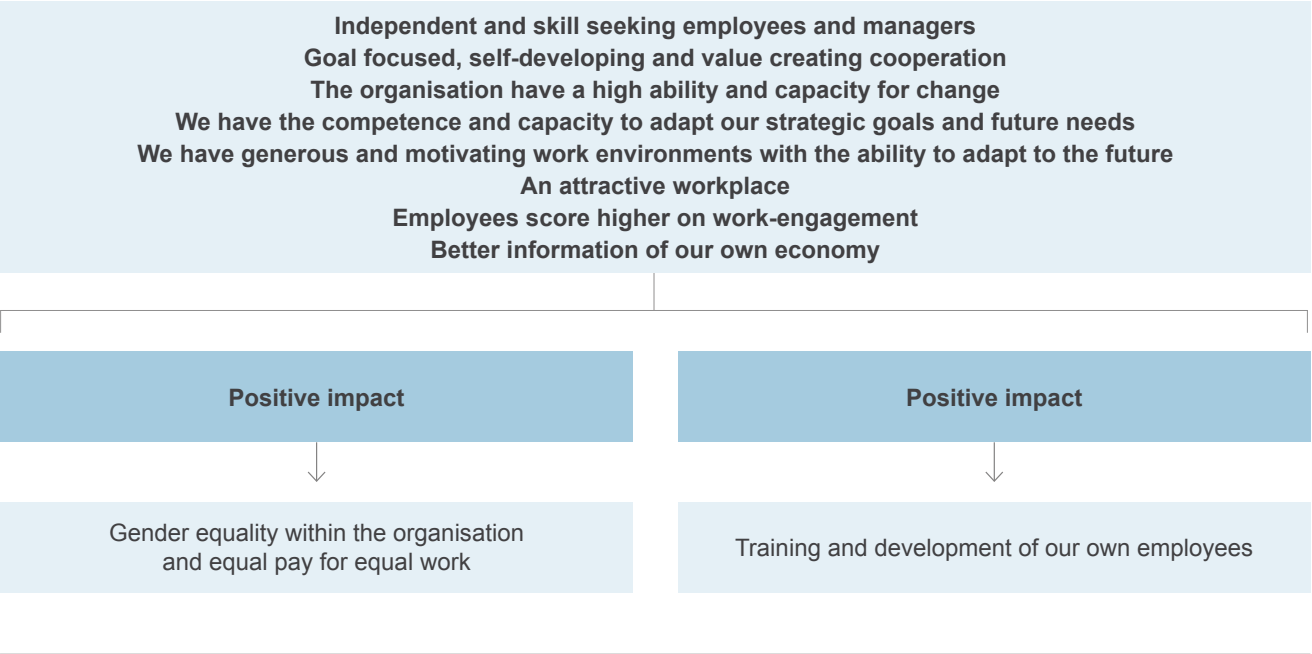 Independent and skill seeking employees and managers
Goal focused, self-developing and value creating cooperation
The organisation have a high ability and capacity for change
We have the competence and capacity to adapt our strategic goals and future needs
We have generous and motivating work environments with the ability to adapt to the future
An attractive workplace
Employees score higher on work-engagement
Better information of our own economy
Positive impact
Positive impact
Gender equality within the organisation
and equal pay for equal work
Training and development of our own employees